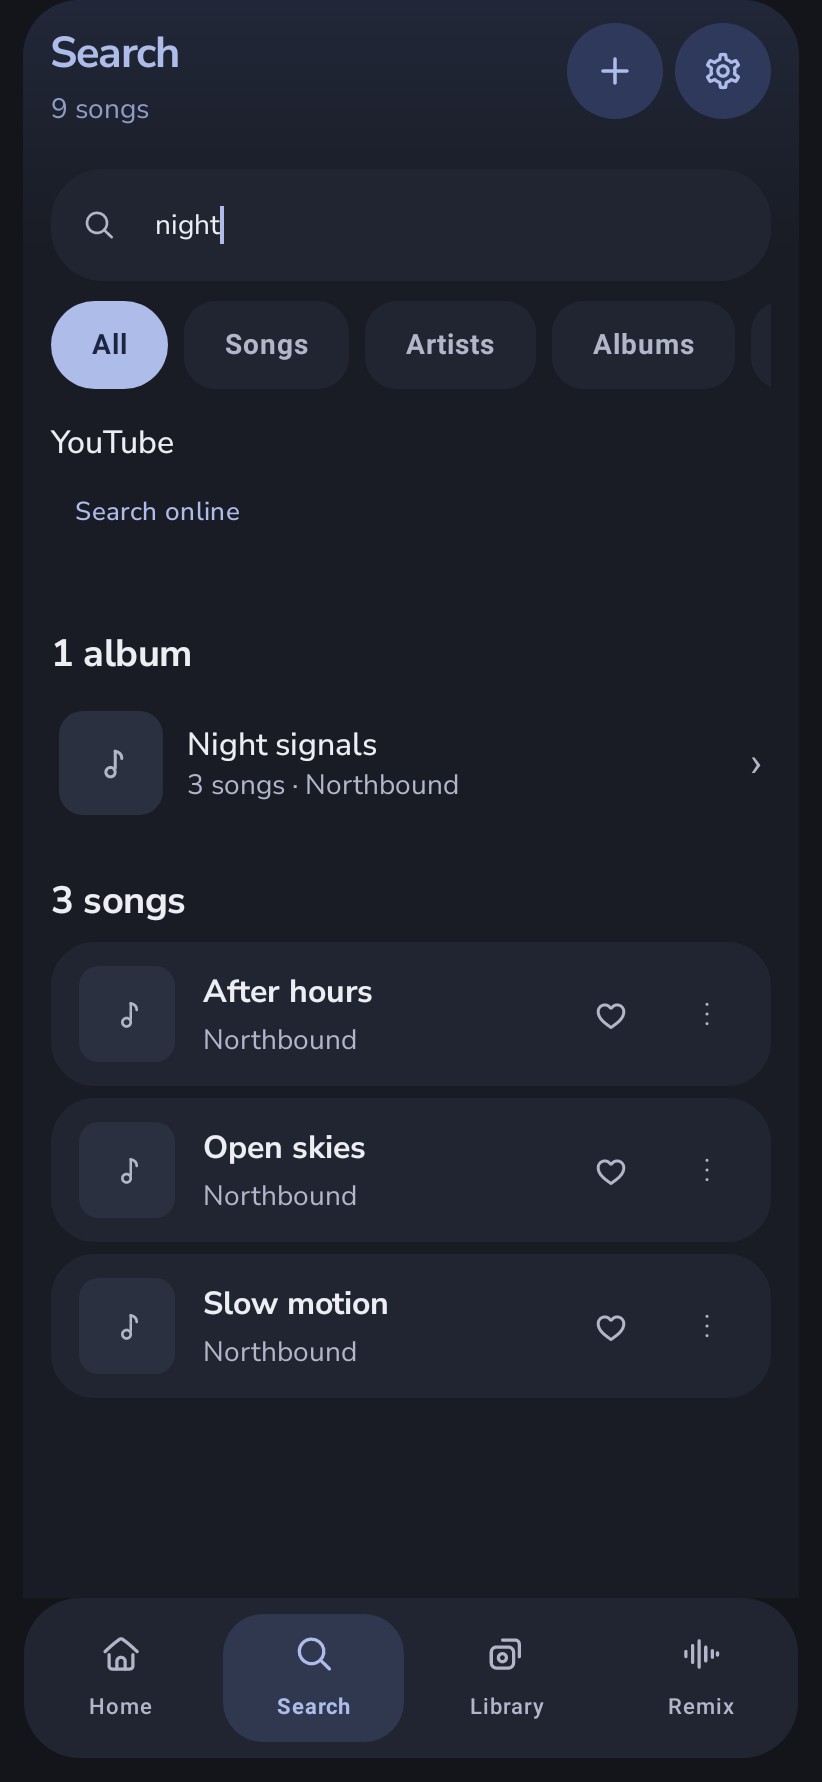 Search
9 songs
night
All
Songs
Artists
Albums
YouTube
Search online
1 album
Night signals
3 songs · Northbound
3 songs
After hours
Northbound
Open skies
Northbound
Slow motion
Northbound
Home
Search
Library
Remix